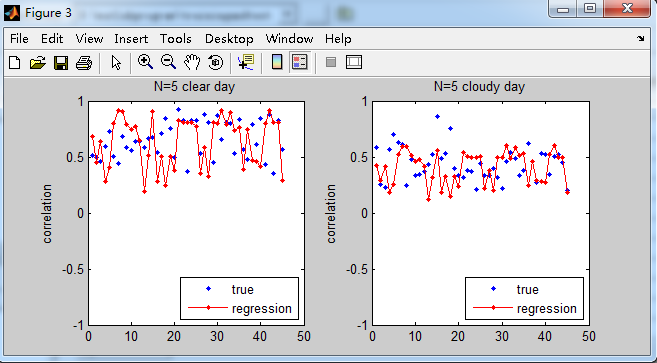 Figure 3
File Edit View Insert Tools Desktop Window Help
N=5 clear day
1
0.5
0
-0.5
-1
correlation
0 10 20 30 40 50
true
regression
N=5 cloudy day
1
0.5
0
-0.5
-1
correlation
0 10 20 30 40 50
true
regression